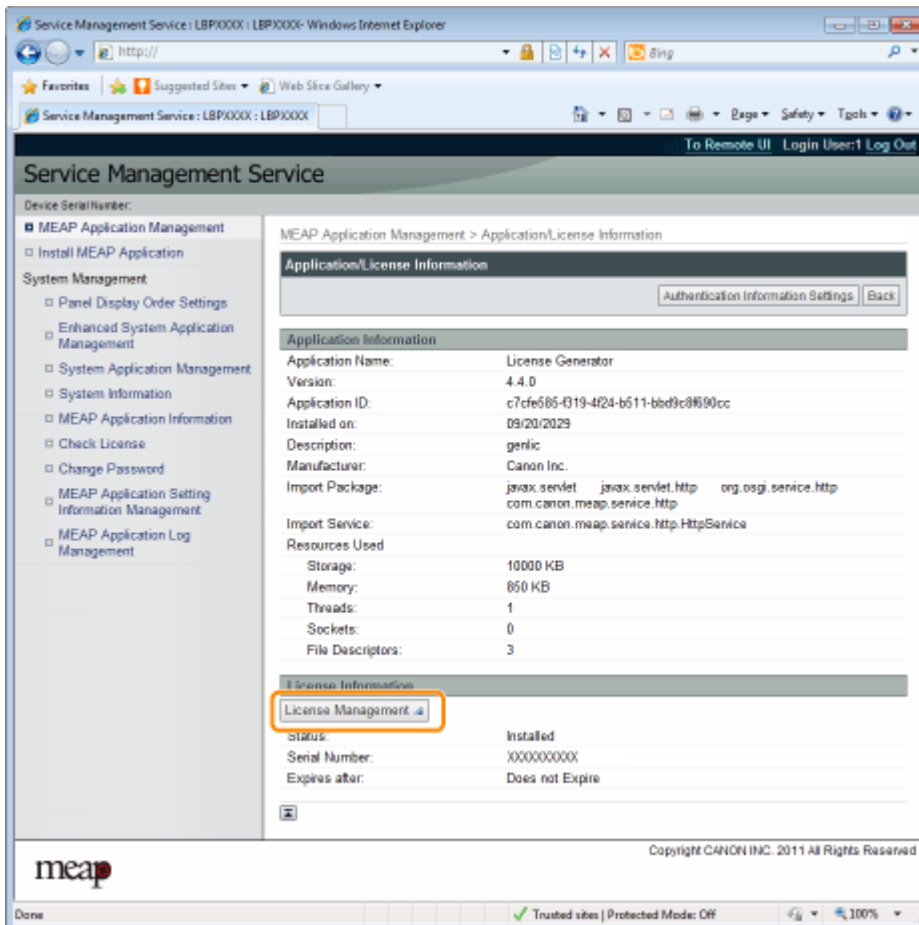 Service Management Service : LBPXXXX : LBPXXXX- Windows Internet Explorer
http://
Bing
Favorites
Suggested Sites
Web Slice Gallery
Service Management Service : LBPXXXX : LBPXXXX
Page
Safety
Tools
To Remote UI Login User:1 Log Out
Service Management Service
Device Serial Number:
MEAP Application Management
Install MEAP Application
System Management
Panel Display Order Settings
Enhanced System Application
Management
System Application Management
System Information
MEAP Application Information
Check License
Change Password
MEAP Application Setting
Information Management
MEAP Application Log
Management
MEAP Application Management > Application/License Information
Application/License Information
Authentication Information Settings Back
Application Information
Application Name: License Generator
Version: 4.4.0
Application ID: c7cfe585-f319-4f24-b511-bbd9c8f690cc
Installed on: 09/20/2029
Description: genlic
Manufacturer: Canon Inc.
Import Package: javax.servlet javax.servlet.http org.osgi.service.http
com.canon.meap.service.http
Import Service: com.canon.meap.service.http.HttpService
Resources Used
Storage: 10000 KB
Memory: 850 KB
Threads: 1
Sockets: 0
File Descriptors: 3
License Information
License Management
Status: Installed
Serial Number: XXXXXXXXXX
Expires after: Does not Expire
Copyright CANON INC. 2011 All Rights Reserved
meap
Done
Trusted sites | Protected Mode: Off
100%